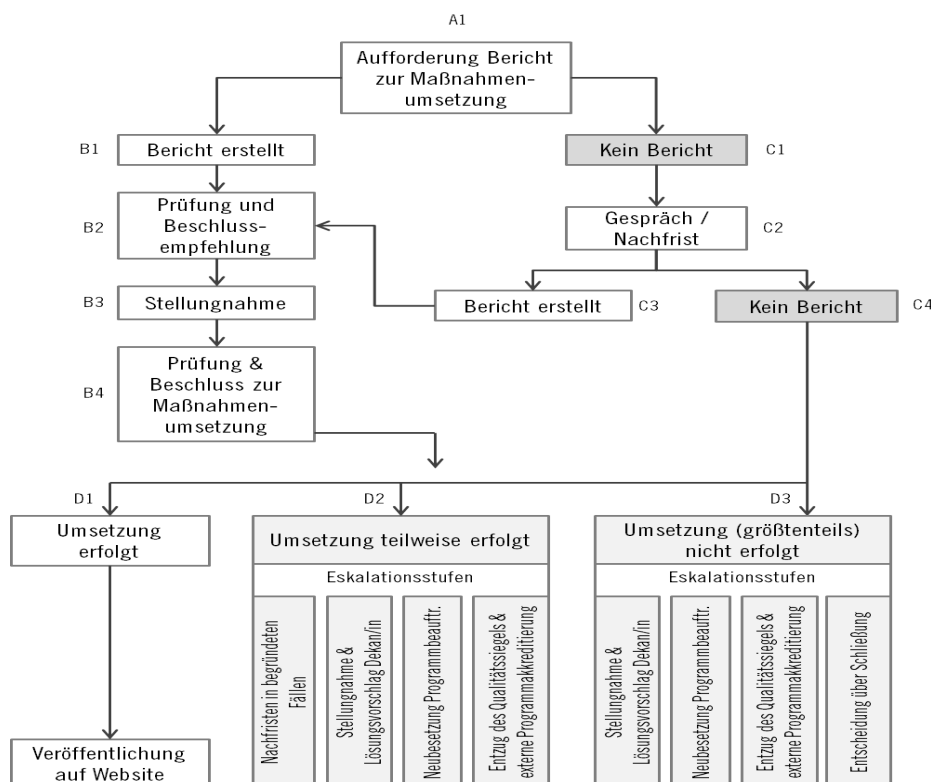 A1
Aufforderung Bericht
zur Maßnahmen-
umsetzung
B1
Bericht erstellt
Kein Bericht
C1
B2
Prüfung und
Beschluss-
empfehlung
Gespräch /
Nachfrist
C2
B3
Stellungnahme
Bericht erstellt
C3
Kein Bericht
C4
B4
Prüfung &
Beschluss zur
Maßnahmen-
umsetzung
D1
D2
D3
Umsetzung
erfolgt
Umsetzung teilweise erfolgt
Umsetzung (größtenteils)
nicht erfolgt
Eskalationsstufen
Eskalationsstufen
Nachfristen in begründeten
Fällen
Stellungnahme &
Lösungsvorschlag Dekan/in
Neubesetzung Programmbeauftr.
Entzug des Qualitätssiegels &
externe Programmakkreditierung
Stellungnahme &
Lösungsvorschlag Dekan/in
Neubesetzung Programmbeauftr.
Entzug des Qualitätssiegels &
externe Programmakkreditierung
Entscheidung über Schließung
Veröffentlichung
auf Website